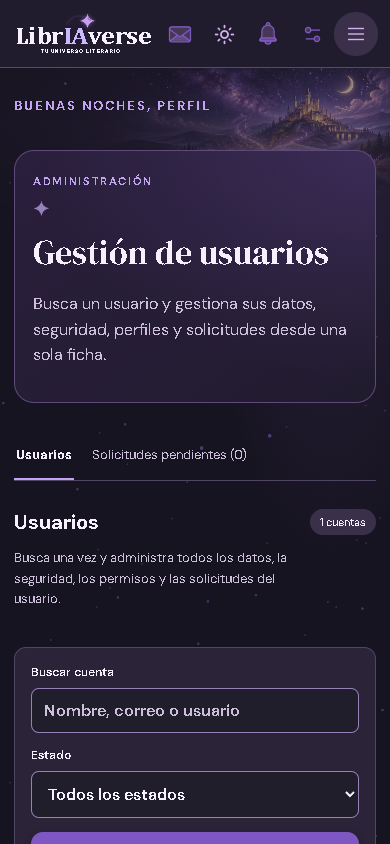 LibrIAverse
TU UNIVERSO LITERARIO
BUENAS NOCHES, PERFIL
ADMINISTRACIÓN
Gestión de usuarios
Busca un usuario y gestiona sus datos,
seguridad, perfiles y solicitudes desde una
sola ficha.
Usuarios
Solicitudes pendientes (0)
Usuarios
1 cuentas
Busca una vez y administra todos los datos, la
seguridad, los permisos y las solicitudes del
usuario.
Buscar cuenta
Nombre, correo o usuario
Estado
Todos los estados